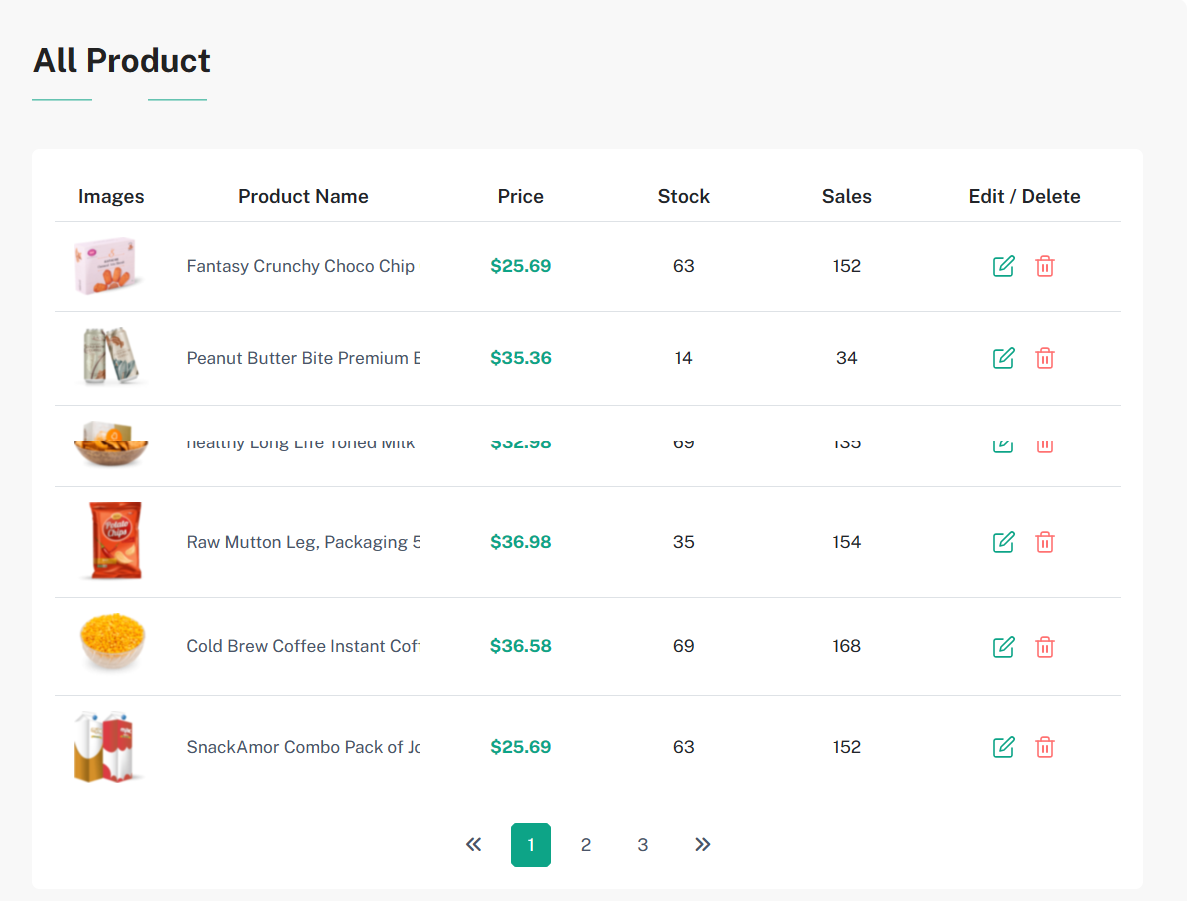 All Product
Images Product Name Price Stock Sales Edit / Delete
Fantasy Crunchy Choco Chip $25.69 63 152
Peanut Butter Bite Premium $35.36 14 34
Healthy Long Life Toned Milk $32.98 69 135
Potato Chips
Raw Mutton Leg, Packaging 5 $36.98 35 154
Cold Brew Coffee Instant Cof $36.58 69 168
SnackAmor Combo Pack of $25.69 63 152
« 1 2 3 »